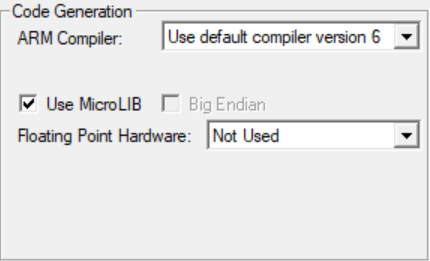 Code Generation
ARM Compiler: Use default compiler version 6
Use MicroLIB Big Endian
Floating Point Hardware: Not Used